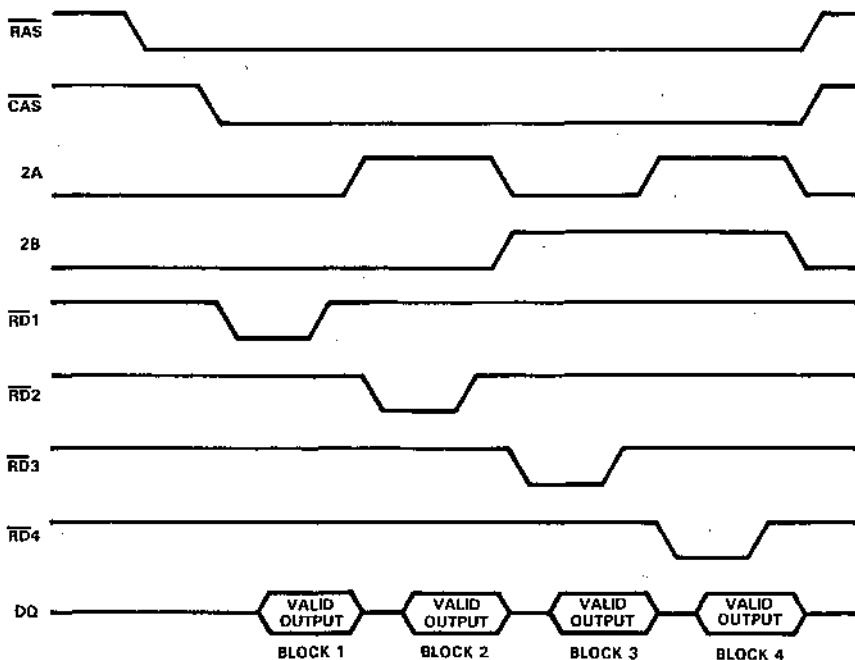 RAS
CAS
2A
2B
RD1
RD2
RD3
RD4
DQ
VALID OUTPUT
VALID OUTPUT
VALID OUTPUT
VALID OUTPUT
BLOCK 1
BLOCK 2
BLOCK 3
BLOCK 4